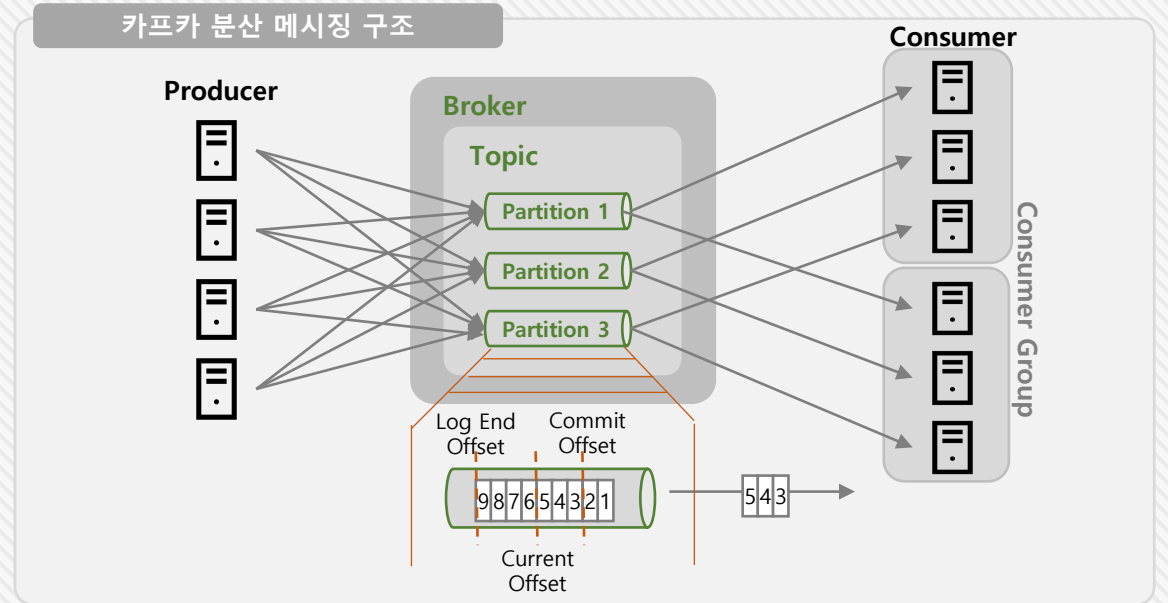 카프카 분산 메시징 구조
Producer
Broker
Topic
Partition 1
Partition 2
Partition 3
Consumer
Consumer Group
Log End
Offset
Commit
Offset
9 8 7 6 5 4 3 2 1
5 4 3
Current
Offset